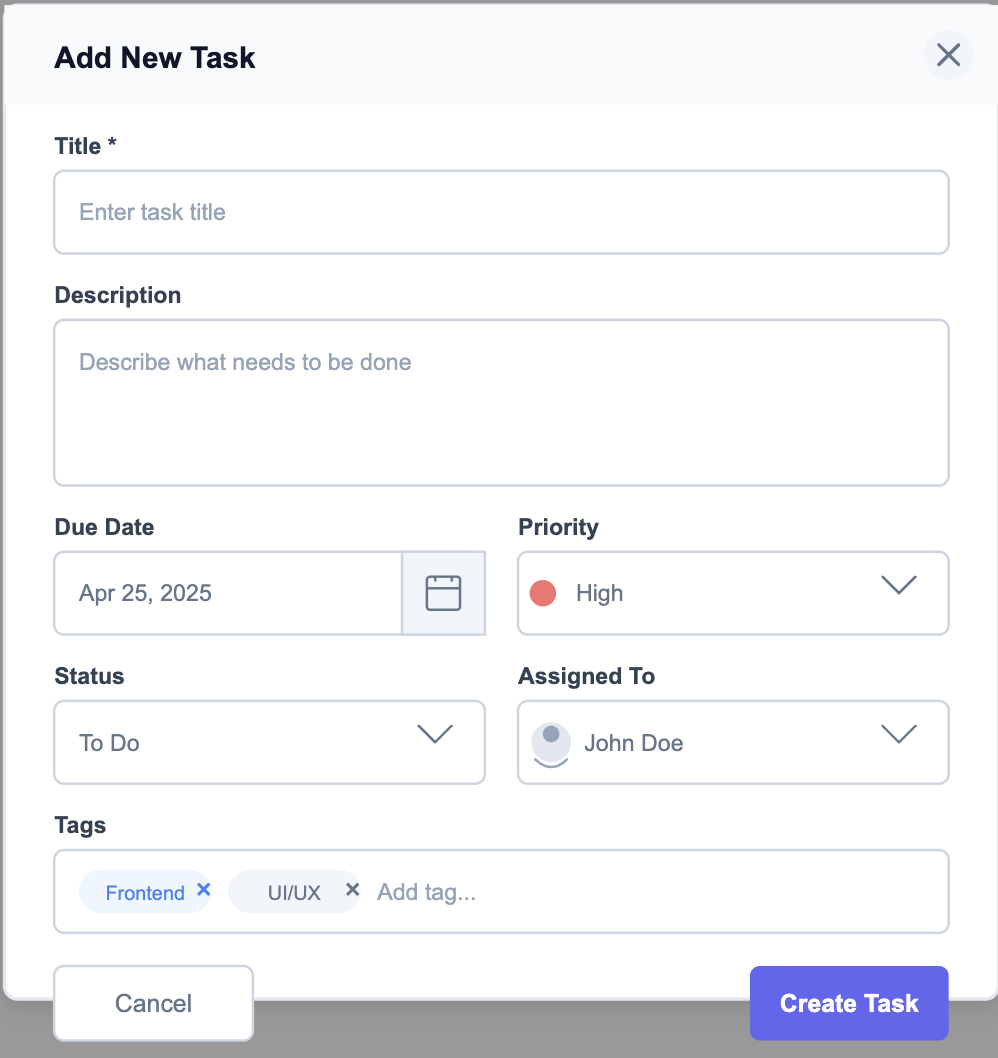 Add New Task
Title *
Enter task title
Description
Describe what needs to be done
Due Date
Priority
Apr 25, 2025
High
Status
Assigned To
To Do
John Doe
Tags
Frontend × UI/UX × Add tag...
Cancel
Create Task